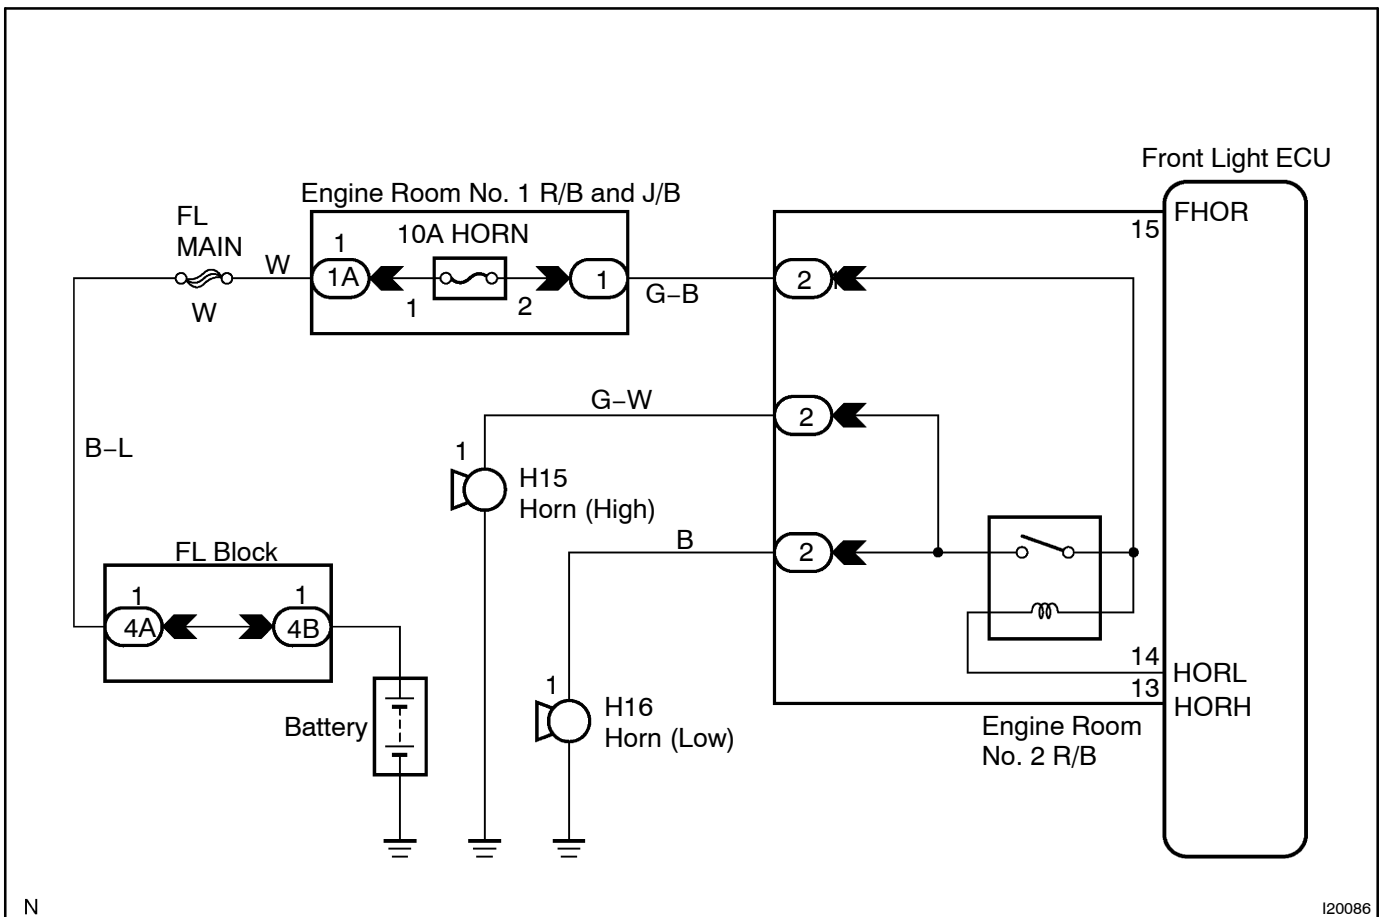 Front Light ECU
Engine Room No. 1 R/B and J/B
FL
MAIN
W
W
10A HORN
1
1A
1
2
1
G−B
2
15
FHOR
G−W
2
B−L
1
H15
Horn (High)
B
2
FL Block
1
4A
1
4B
14
HORL
13
HORH
1
H16
Horn (Low)
Battery
Engine Room
No. 2 R/B
N
I20086